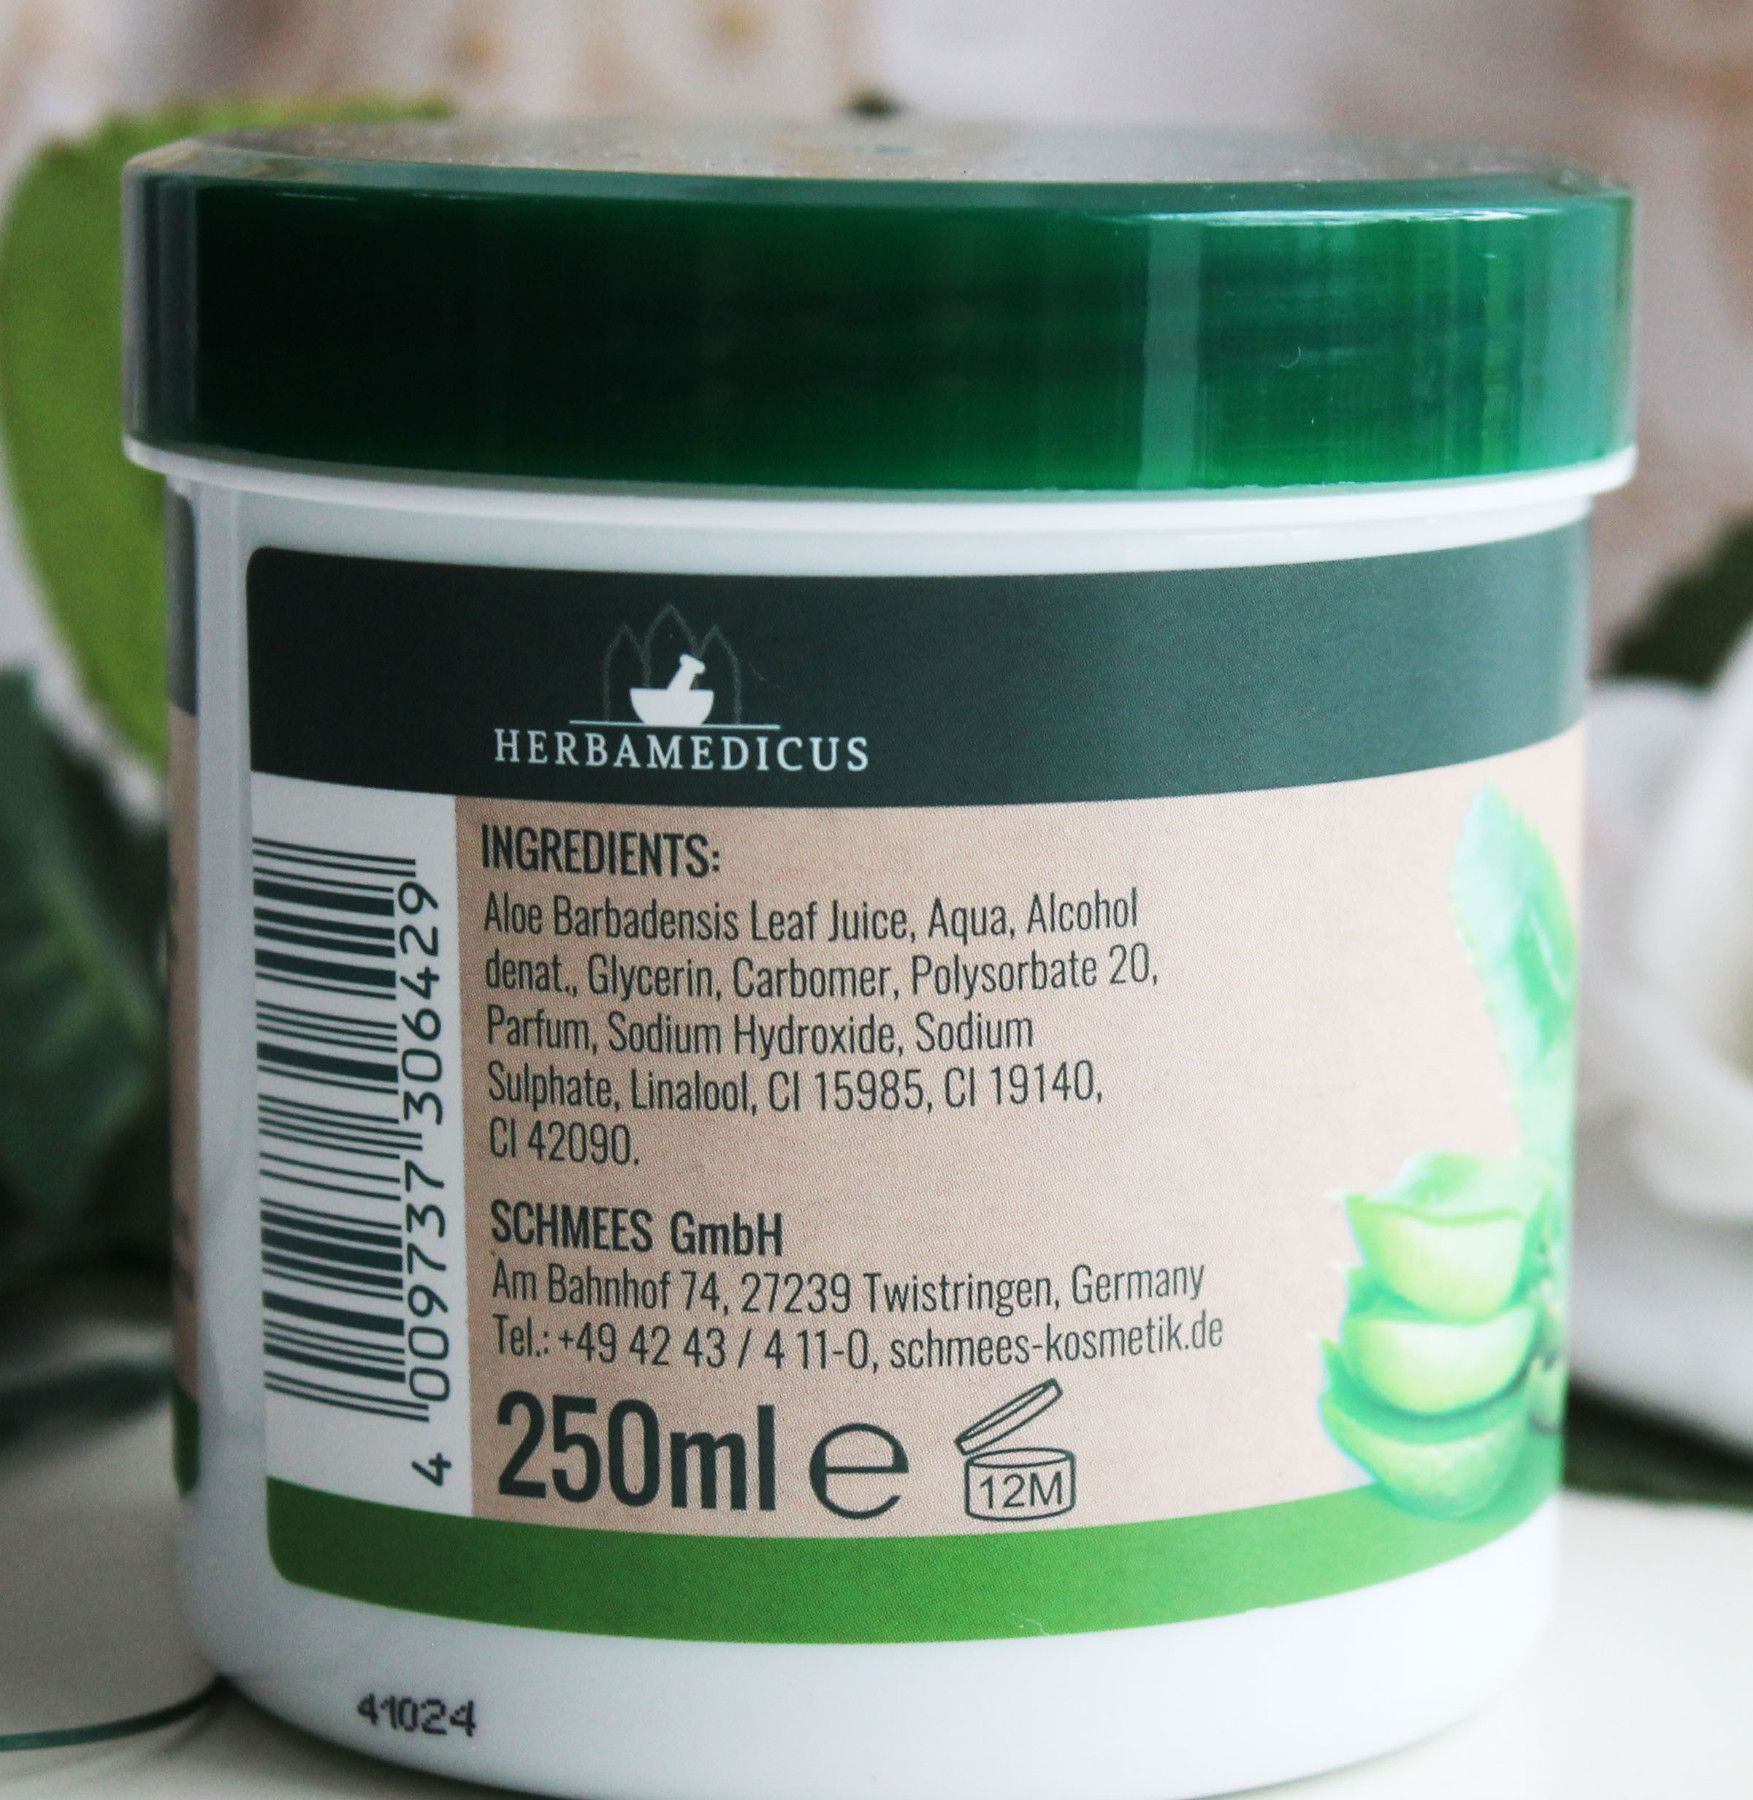 HERBAMEDICUS
INGREDIENTS:
Aloe Barbadensis Leaf Juice, Aqua, Alcohol
denat., Glycerin, Carbomer, Polysorbate 20,
Parfum, Sodium Hydroxide, Sodium
Sulphate, Linalool, CI 15985, CI 19140,
CI 42090.
SCHMEES GmbH
Am Bahnhof 74, 27239 Twistringen, Germany
Tel.: +49 42 43 / 4 11-0, schmees-kosmetik.de
250ml e
12M
4 009737 306429
41024